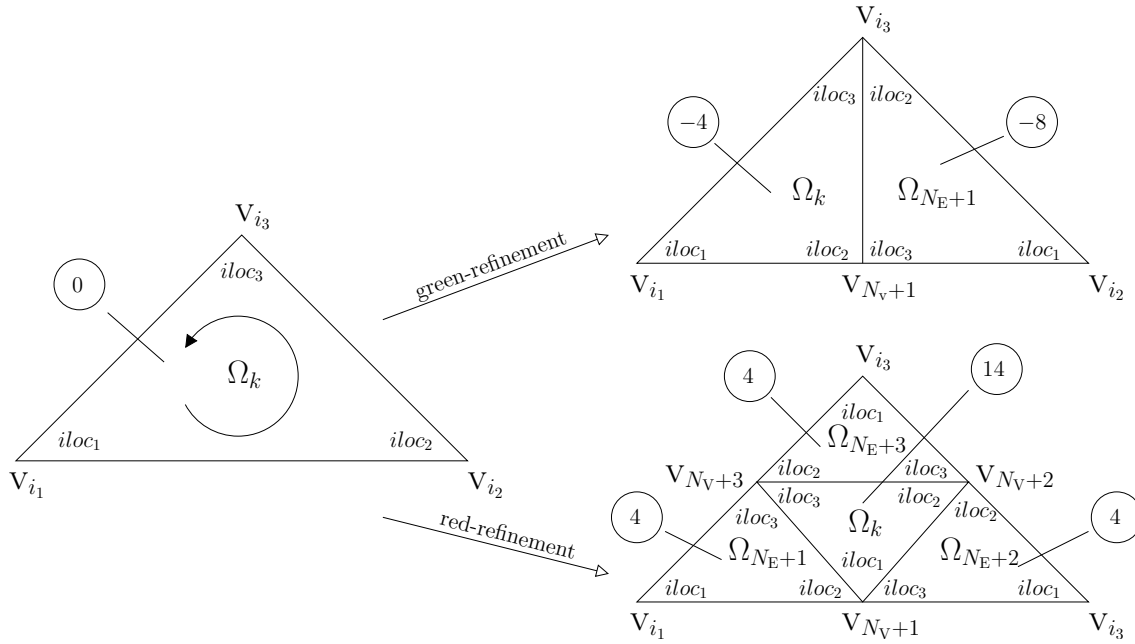 V_{i_3}
0
iloc_3
Ω_k
iloc_1
iloc_2
V_{i_1}
V_{i_2}
green-refinement
red-refinement
V_{i_3}
−4
iloc_3
iloc_2
−8
Ω_k
Ω_{N_E+1}
iloc_1
iloc_2
iloc_3
iloc_1
V_{i_1}
V_{N_v+1}
V_{i_2}
V_{i_3}
4
14
iloc_1
Ω_{N_E+3}
V_{N_V+3}
iloc_2
iloc_3
V_{N_V+2}
4
iloc_3
iloc_3
Ω_k
iloc_2
iloc_2
4
Ω_{N_E+1}
iloc_1
Ω_{N_E+2}
iloc_1
iloc_2
iloc_3
iloc_1
V_{i_1}
V_{N_V+1}
V_{i_3}